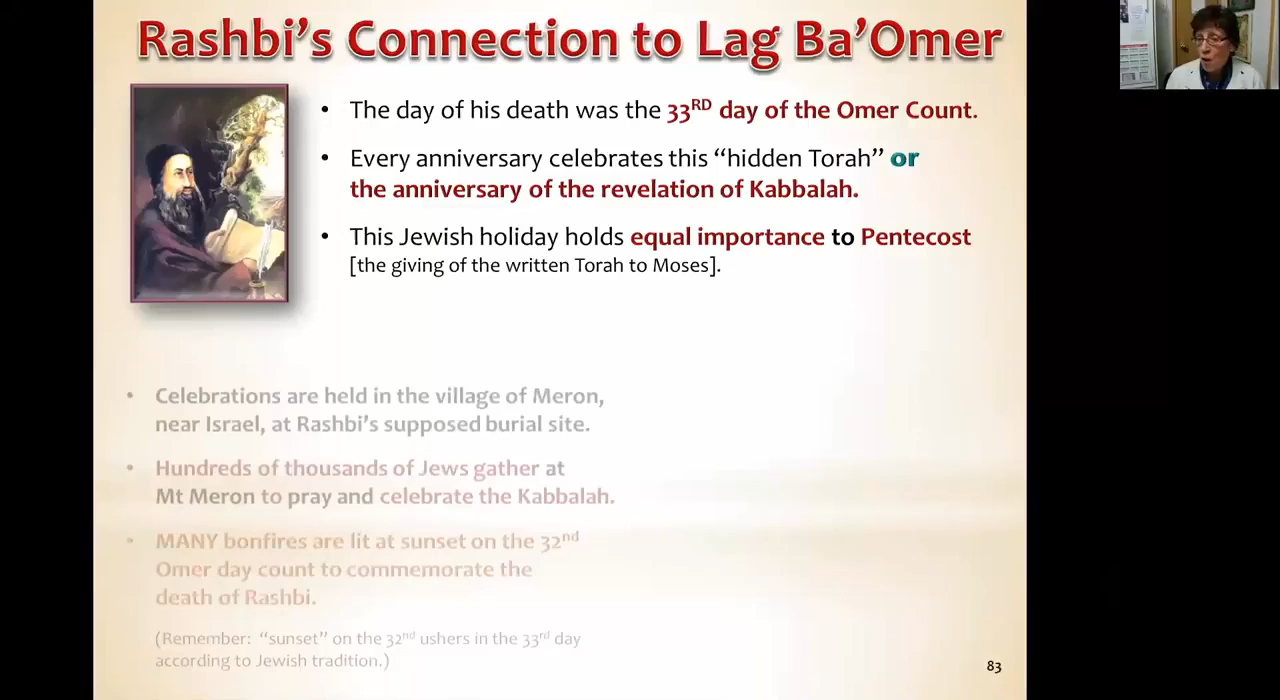 Rashbi’s Connection to Lag Ba’Omer
• The day of his death was the 33RD day of the Omer Count.
• Every anniversary celebrates this “hidden Torah” or
the anniversary of the revelation of Kabbalah.
• This Jewish holiday holds equal importance to Pentecost
[the giving of the written Torah to Moses].
• Celebrations are held in the village of Meron,
near Israel, at Rashbi’s supposed burial site.
• Hundreds of thousands of Jews gather at
Mt Meron to pray and celebrate the Kabbalah.
• MANY bonfires are lit at sunset on the 32nd
Omer day count to commemorate the
death of Rashbi.
(Remember: “sunset” on the 32nd ushers in the 33rd day
according to Jewish tradition.)
83